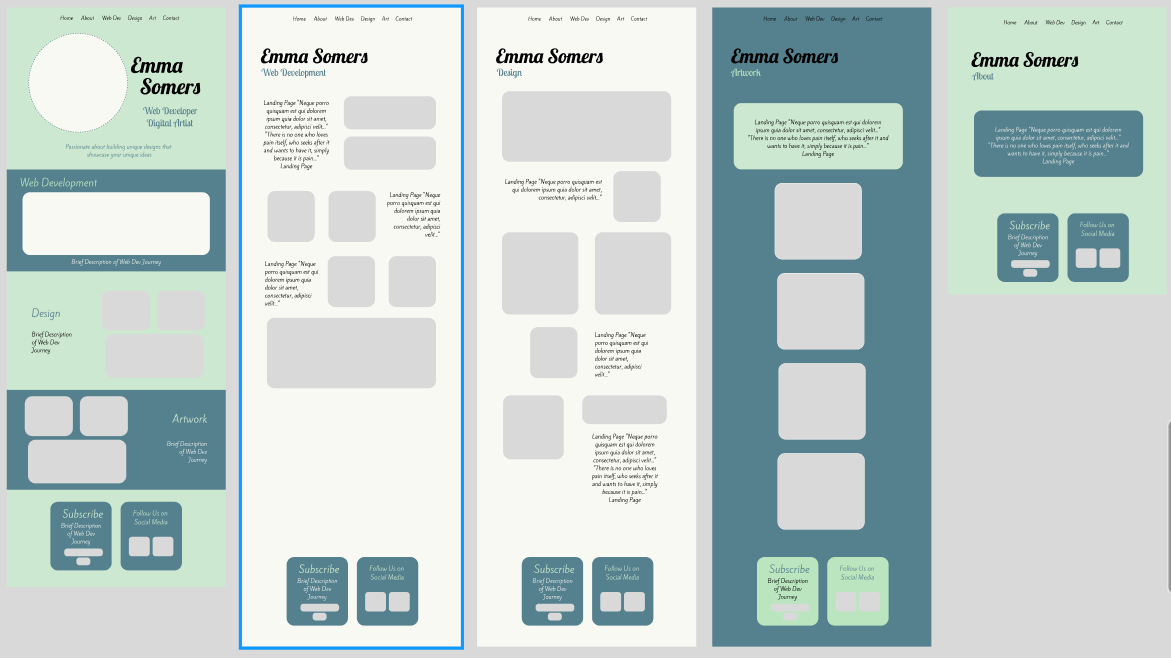 Home About Web Dev Design Art Contact
Emma
Somers
Web Developer
Digital Artist
Passionate about building unique designs that
showcase your unique ideas
Web Development
Brief Description of Web Dev Journey
Design
Brief Description
of Web Dev
Journey
Artwork
Brief Description
of Web Dev
Journey
Subscribe
Brief Description
of Web Dev
Journey
Follow Us on
Social Media
Home About Web Dev Design Art Contact
Emma Somers
Web Development
Landing Page "Neque porro
quisquam est qui dolorem
ipsum quia dolor sit amet,
consectetur, adipisci velit..."
"There is no one who loves
pain itself, who seeks after it
and wants to have it, simply
because it is pain..."
Landing Page
Landing Page "Neque
porro quisquam est qui
dolorem ipsum quia
dolor sit amet,
consectetur, adipisci
velit..."
Landing Page "Neque
porro quisquam est qui
dolorem ipsum quia
dolor sit amet,
consectetur, adipisci
velit..."
Subscribe
Brief Description
of Web Dev
Journey
Follow Us on
Social Media
Home About Web Dev Design Art Contact
Emma Somers
Design
Landing Page "Neque porro quisquam est
qui dolorem ipsum quia dolor sit amet,
consectetur, adipisci velit..."
Landing Page "Neque
porro quisquam est qui
dolorem ipsum quia
dolor sit amet,
consectetur, adipisci
velit..."
Landing Page "Neque porro
quisquam est qui dolorem
ipsum quia dolor sit amet,
consectetur, adipisci velit..."
"There is no one who loves
pain itself, who seeks after it
and wants to have it, simply
because it is pain..."
Landing Page
Subscribe
Brief Description
of Web Dev
Journey
Follow Us on
Social Media
Home About Web Dev Design Art Contact
Emma Somers
Artwork
Landing Page "Neque porro quisquam est qui dolorem
ipsum quia dolor sit amet, consectetur, adipisci velit..."
"There is no one who loves pain itself, who seeks after it and
wants to have it, simply because it is pain..."
Landing Page
Subscribe
Brief Description
of Web Dev
Journey
Follow Us on
Social Media
Home About Web Dev Design Art Contact
Emma Somers
About
Landing Page "Neque porro quisquam est qui dolorem
ipsum quia dolor sit amet, consectetur, adipisci velit..."
"There is no one who loves pain itself, who seeks after it and
wants to have it, simply because it is pain..."
Landing Page
Subscribe
Brief Description
of Web Dev
Journey
Follow Us on
Social Media